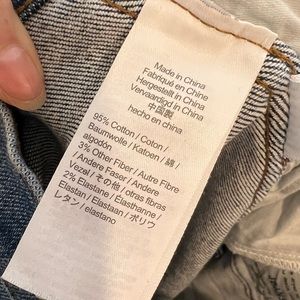 Made in China
Fabriqué en Chine
Hergestellt in China
Vervaardigd in China
中国製
hecho en china
95% Cotton / Coton /
Baumwolle / Katoen / 綿 /
algodón
3% Other Fiber / Autre Fibre
/ Andere Faser / Andere
Vezel / その他 / otras fibras
2% Elastane / Élasthanne /
Elastan / Elastaan / ポリウ
レタン / elastano